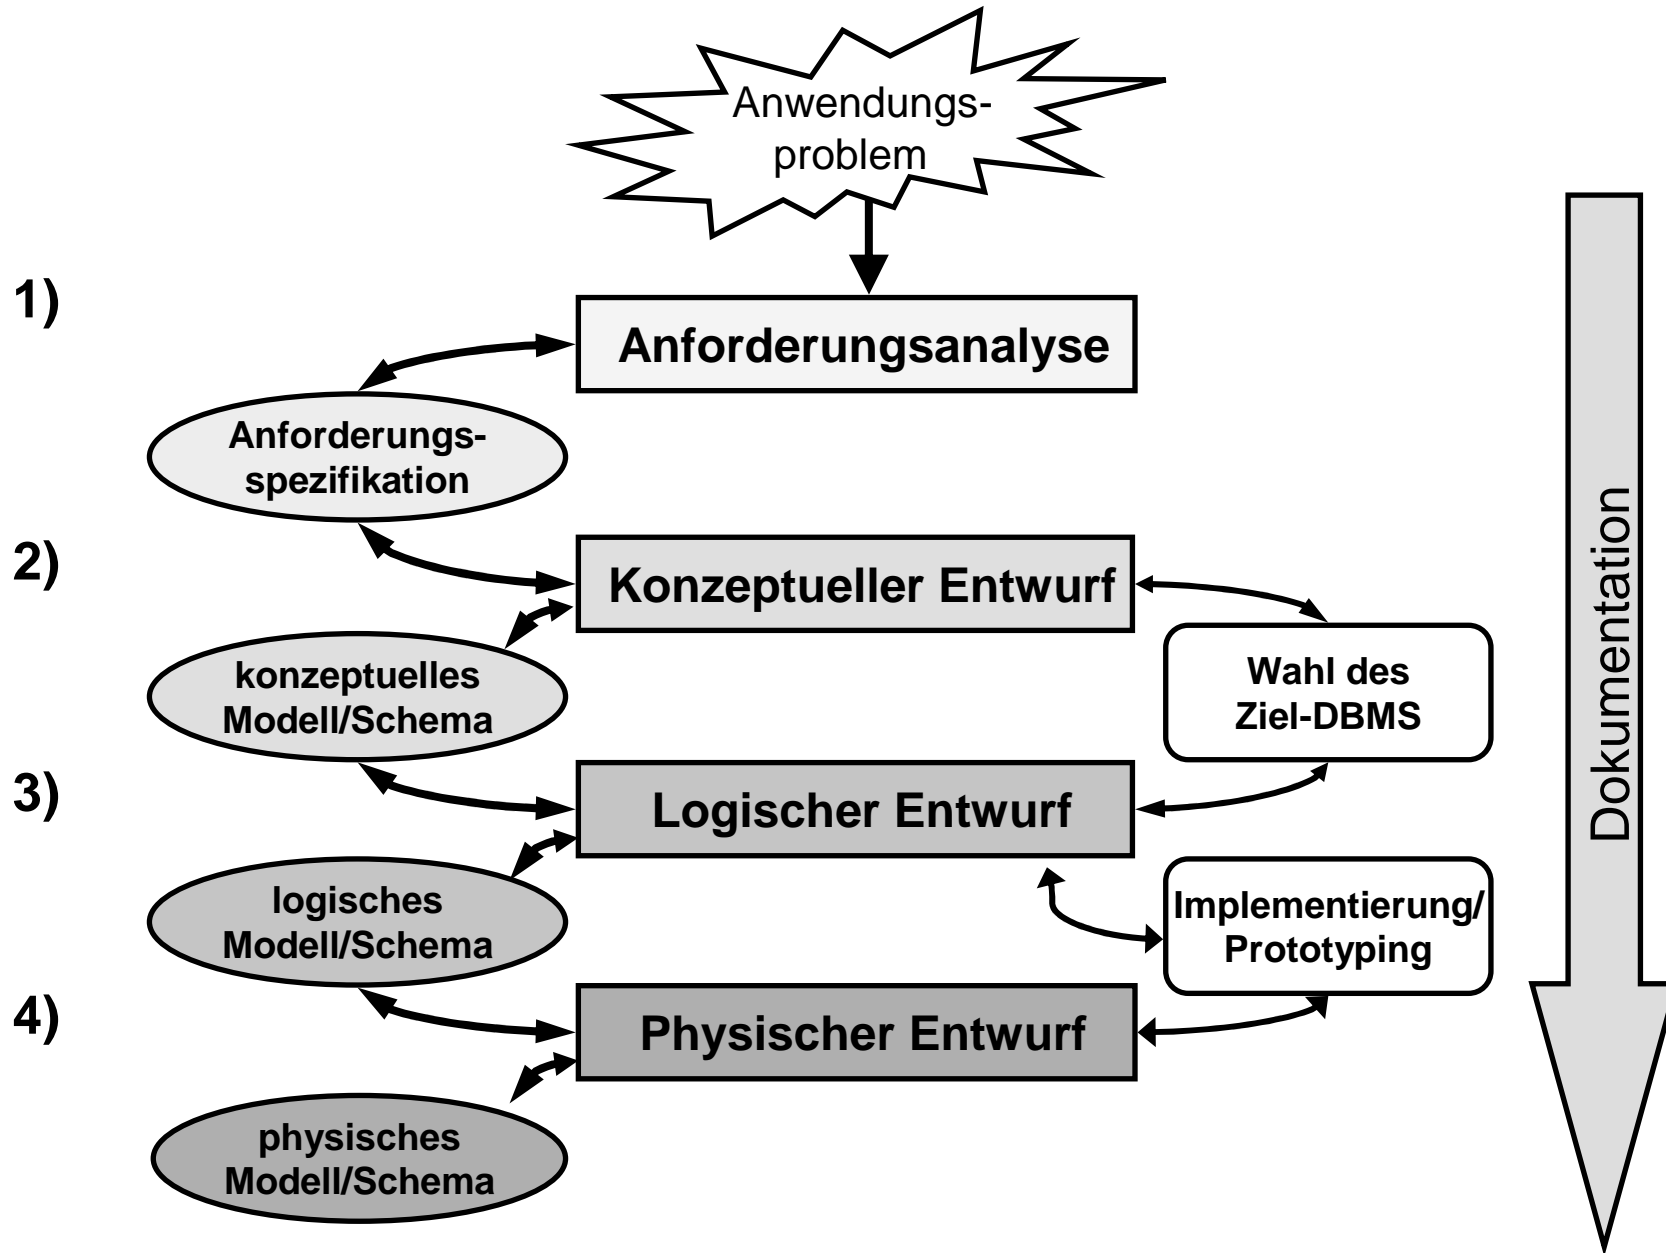 Anwendungs-
problem
1)
Anforderungsanalyse
Anforderungs-
spezifikation
2)
Konzeptueller Entwurf
konzeptuelles
Modell/Schema
Wahl des
Ziel-DBMS
3)
Logischer Entwurf
logisches
Modell/Schema
Implementierung/
Prototyping
4)
Physischer Entwurf
physisches
Modell/Schema
Dokumentation